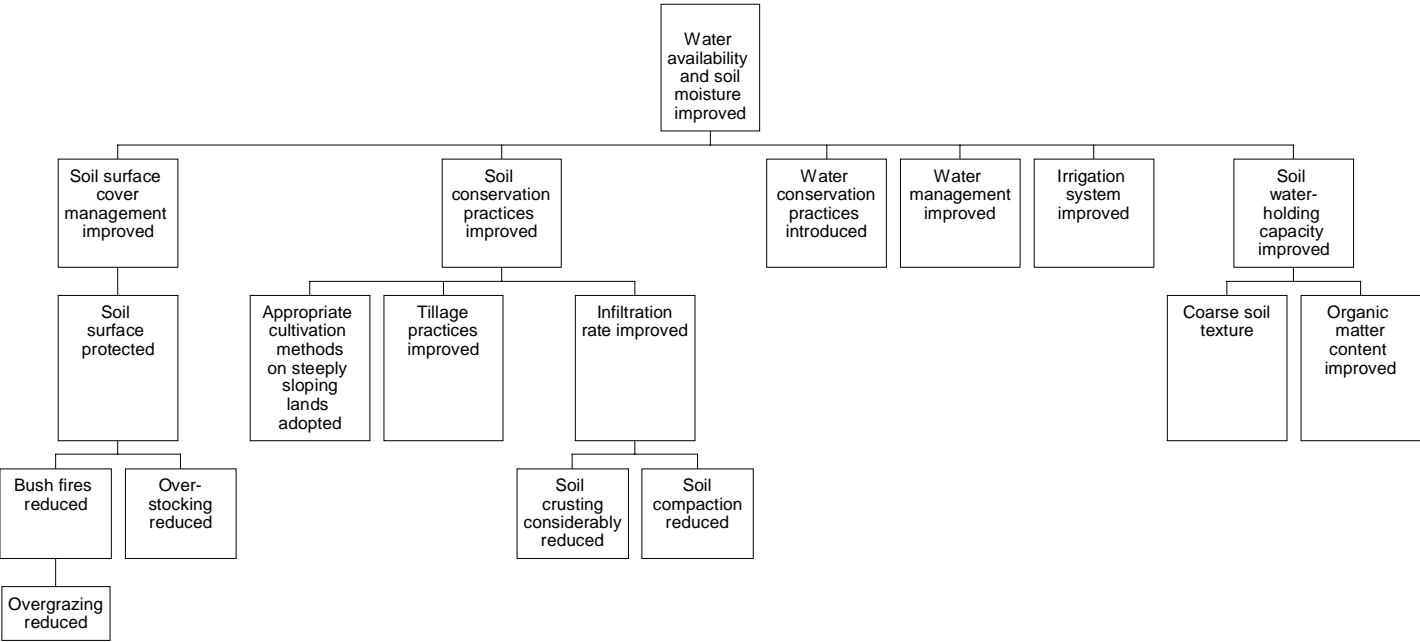 Water
availability
and soil
moisture
improved
Soil surface
cover
management
improved
Soil
conservation
practices
improved
Water
conservation
practices
introduced
Water
management
improved
Irrigation
system
improved
Soil
water-
holding
capacity
improved
Soil
surface
protected
Appropriate
cultivation
methods
on steeply
sloping
lands
adopted
Tillage
practices
improved
Infiltration
rate improved
Coarse soil
texture
Organic
matter
content
improved
Bush fires
reduced
Over-
stocking
reduced
Soil
crusting
considerably
reduced
Soil
compaction
reduced
Overgrazing
reduced